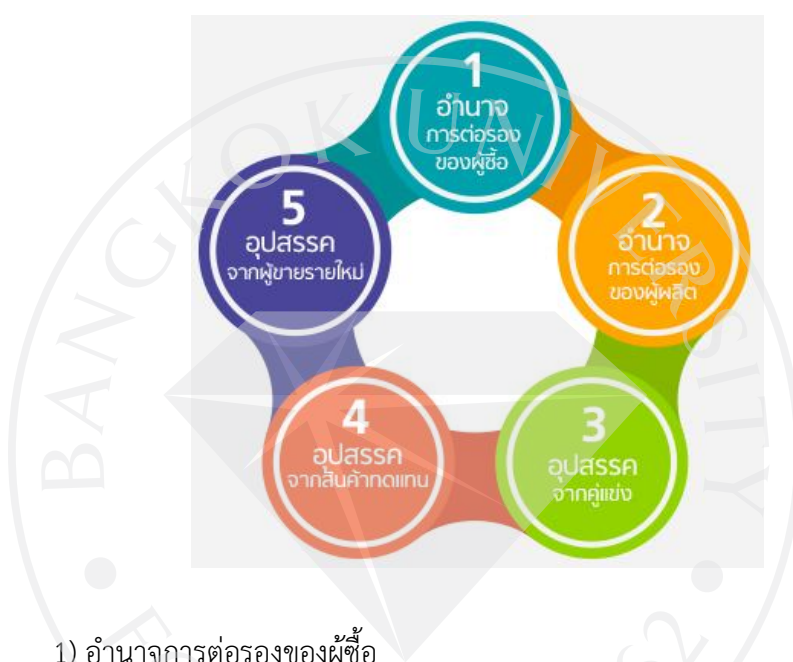 1
อำนาจ
การต่อรอง
ของผู้ซื้อ
2
อำนาจ
การต่อรอง
ของผู้ผลิต
3
อุปสรรค
จากคู่แข่ง
4
อุปสรรค
จากสินค้าทดแทน
5
อุปสรรค
จากผู้ขายรายใหม่
BANGKOK UNIVERSITY
1) อำนาจการต่อรองของผู้ซื้อ